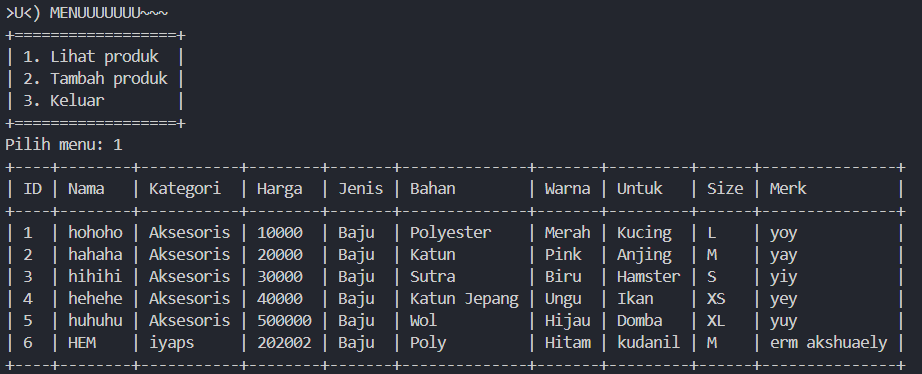 >U<) MENUUUUUUU~~~
+==================+
| 1. Lihat produk  |
| 2. Tambah produk |
| 3. Keluar        |
+==================+
Pilih menu: 1
+----+--------+-----------+--------+-------+--------------+-------+---------+------+---------------+
| ID | Nama   | Kategori  | Harga  | Jenis | Bahan        | Warna | Untuk   | Size | Merk          |
+----+--------+-----------+--------+-------+--------------+-------+---------+------+---------------+
| 1  | hohoho | Aksesoris | 10000  | Baju  | Polyester    | Merah | Kucing  | L    | yoy           |
| 2  | hahaha | Aksesoris | 20000  | Baju  | Katun        | Pink  | Anjing  | M    | yay           |
| 3  | hihihi | Aksesoris | 30000  | Baju  | Sutra        | Biru  | Hamster | S    | yiy           |
| 4  | hehehe | Aksesoris | 40000  | Baju  | Katun Jepang | Ungu  | Ikan    | XS   | yey           |
| 5  | huhuhu | Aksesoris | 500000 | Baju  | Wol          | Hijau | Domba   | XL   | yuy           |
| 6  | HEM    | iyaps     | 202002 | Baju  | Poly         | Hitam | kudanil | M    | erm akshuaely |
+----+--------+-----------+--------+-------+--------------+-------+---------+------+---------------+